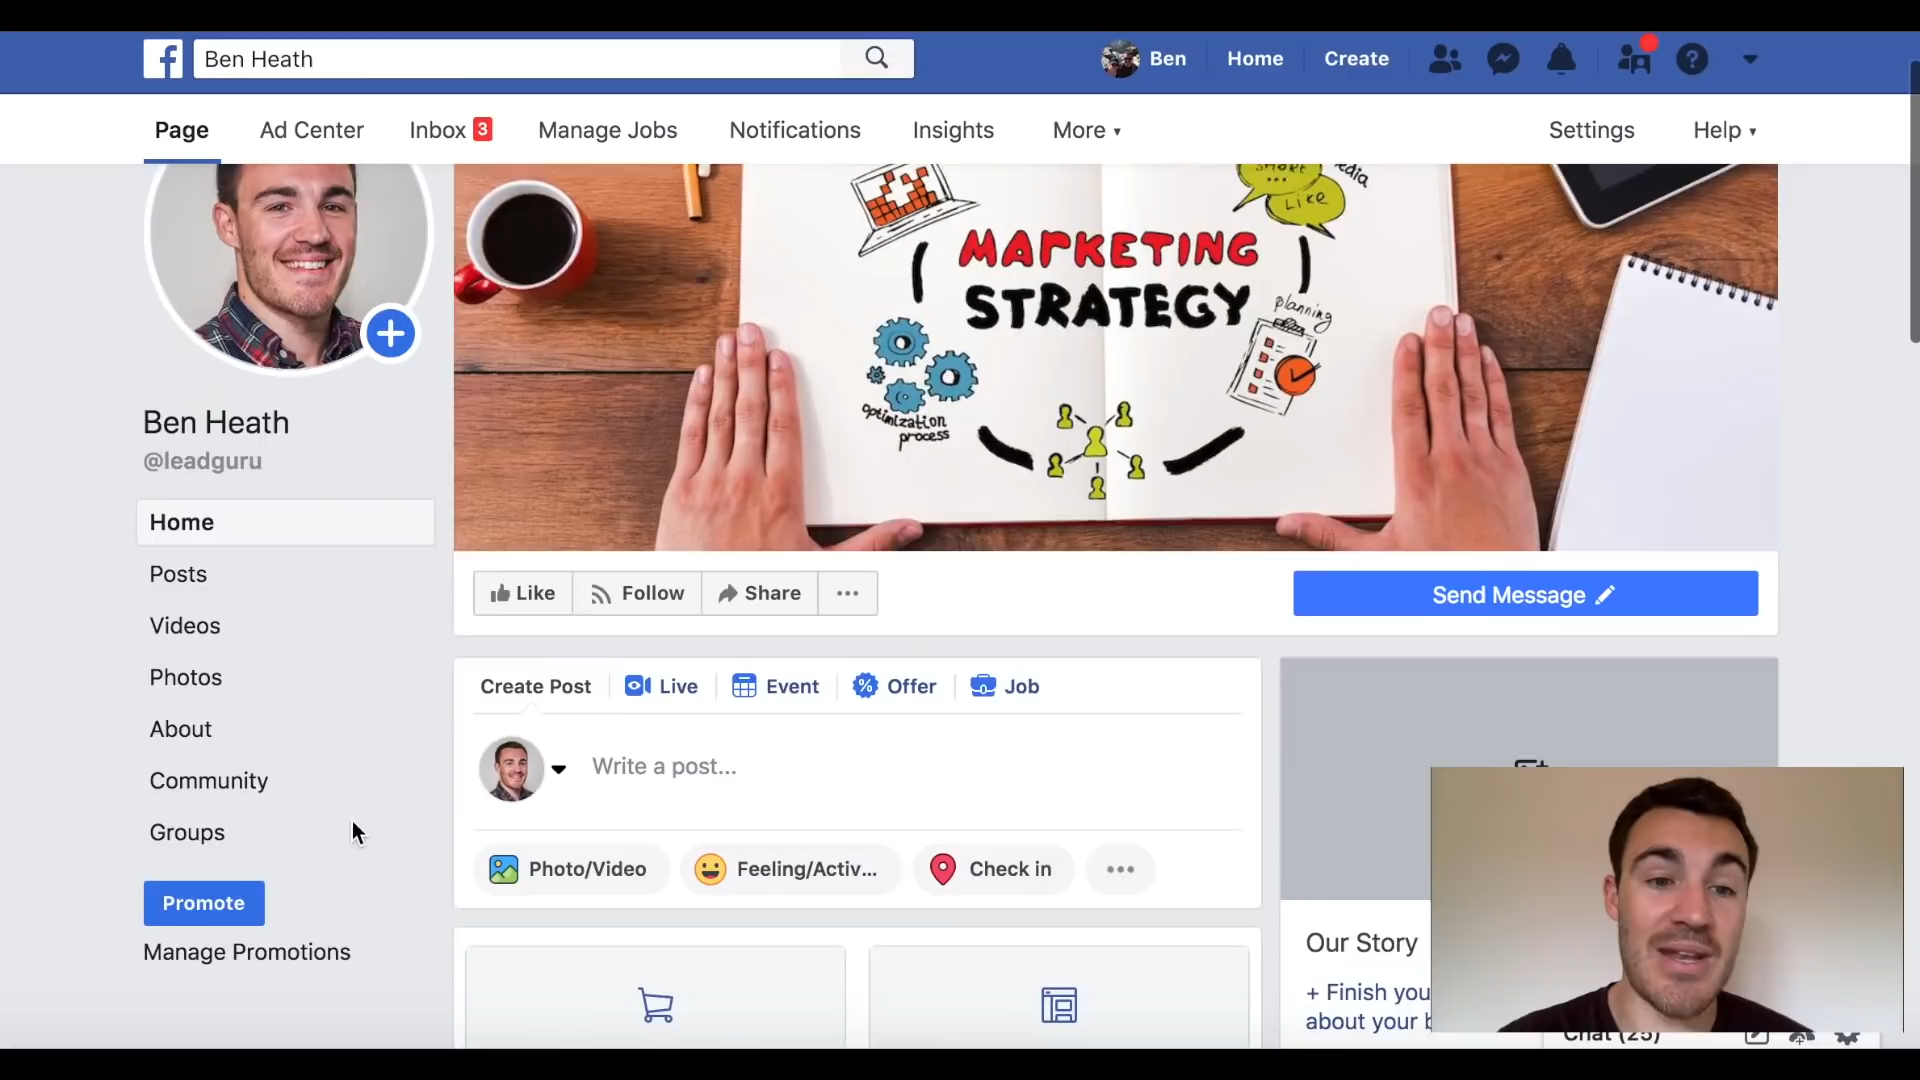 f Ben Heath Ben Home Create
Page Ad Center Inbox 3 Manage Jobs Notifications Insights More Settings Help
Like
MARKETING
STRATEGY
planning
optimization
process
Ben Heath
@leadguru
Home
Posts
Videos
Photos
About
Community
Groups
Promote
Manage Promotions
Like Follow Share ... Send Message
Create Post Live Event Offer Job
Write a post...
Photo/Video Feeling/Activ... Check in ...
Our Story
+ Finish you
about your b
Chat (25)